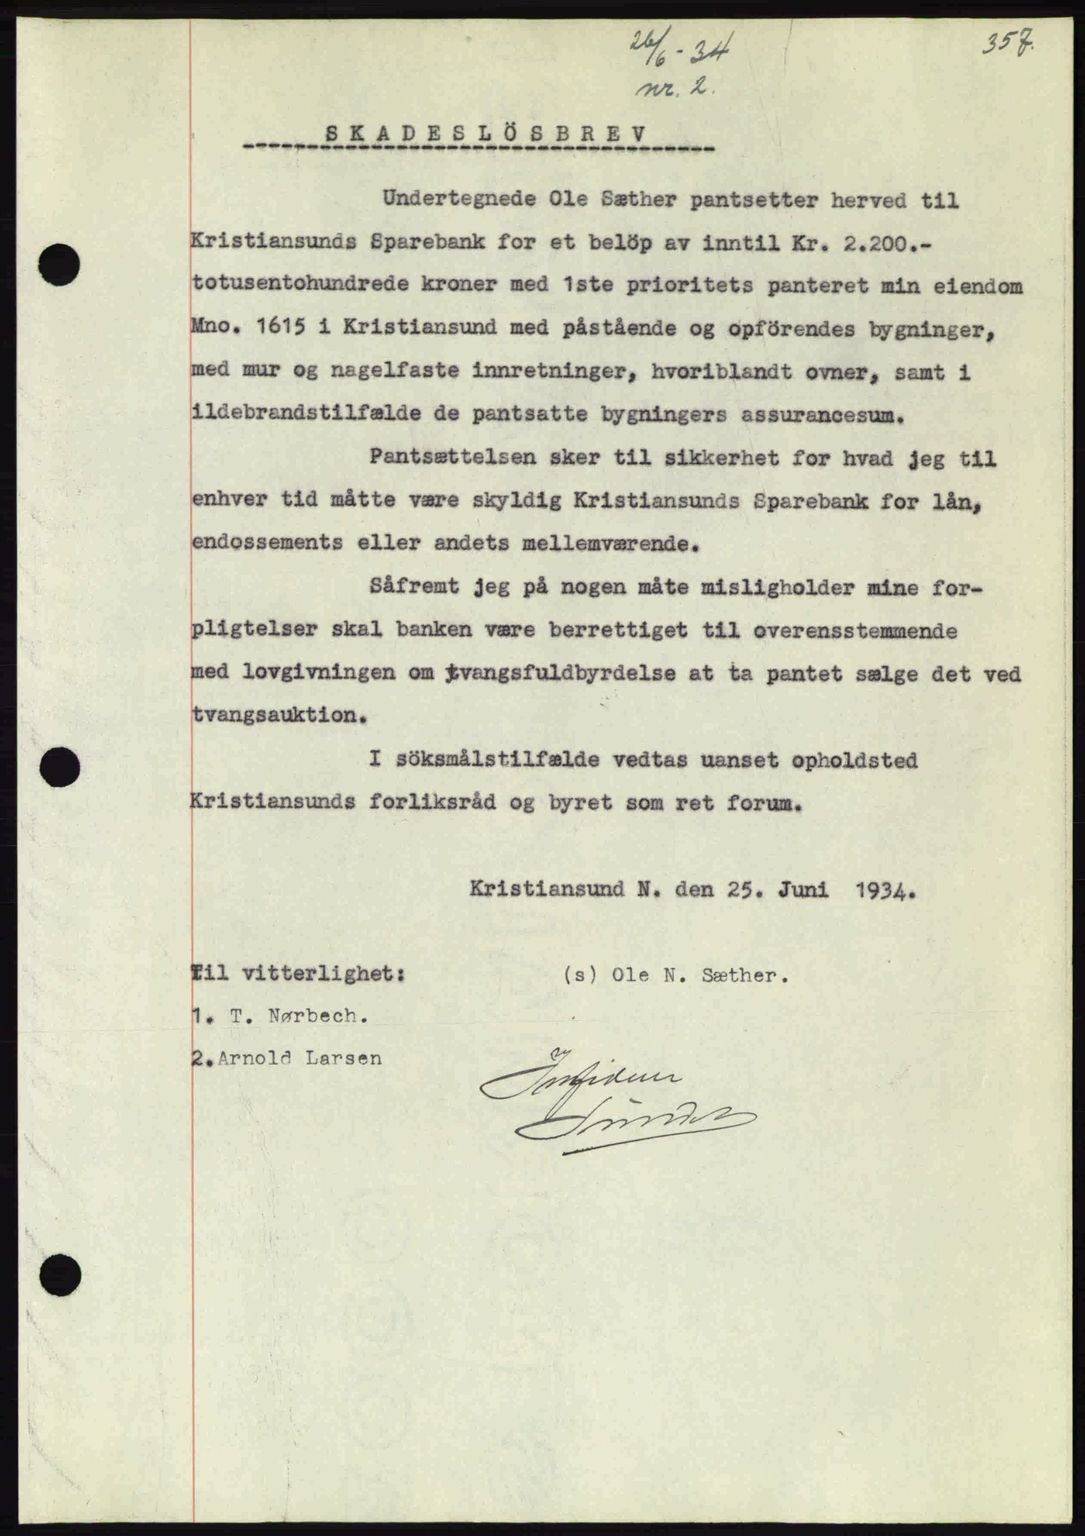 26/6 - 34
357.
nr. 2.
SKADESLÖSBREV
Undertegnede Ole Sæther pantsetter herved til
Kristiansunds Sparebank for et belöp av inntil Kr. 2.200.-
totusentohundrede kroner med 1ste prioritets panteret min eiendom
Mno. 1615 i Kristiansund med påstående og opförendes bygninger,
med mur og nagelfaste innretninger, hvoriblandt ovner, samt i
ildebrandstilfælde de pantsatte bygningers assurancesum.
Pantsættelsen sker til sikkerhet for hvad jeg til
enhver tid måtte være skyldig Kristiansunds Sparebank for lån,
endossements eller andets mellemværende.
Såfremt jeg på nogen måte misligholder mine for-
pligtelser skal banken være berrettiget til overensstemmende
med lovgivningen om tvangsfuldbyrdelse at ta pantet sælge det ved
tvangsauktion.
I söksmålstilfælde vedtas uanset opholdsted
Kristiansunds forliksråd og byret som ret forum.
Kristiansund N. den 25. Juni 1934.
Til vitterlighet:
(s) Ole N. Sæther.
1. T. Nørbech.
2. Arnold Larsen